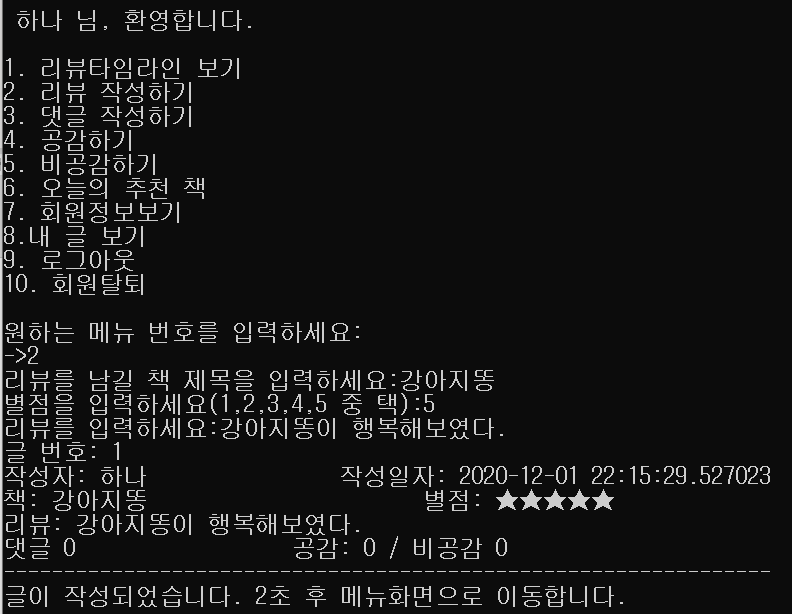 하나 님, 환영합니다.
1. 리뷰타임라인 보기
2. 리뷰 작성하기
3. 댓글 작성하기
4. 공감하기
5. 비공감하기
6. 오늘의 추천 책
7. 회원정보보기
8.내 글 보기
9. 로그아웃
10. 회원탈퇴
원하는 메뉴 번호를 입력하세요:
->2
리뷰를 남길 책 제목을 입력하세요:강아지똥
별점을 입력하세요(1,2,3,4,5 중 택):5
리뷰를 입력하세요:강아지똥이 행복해보였다.
글 번호: 1
작성자: 하나 작성일자: 2020-12-01 22:15:29.527023
책: 강아지똥 별점: ★★★★★
리뷰: 강아지똥이 행복해보였다.
댓글 0 공감: 0 / 비공감 0
----------------------------------------------------------------
글이 작성되었습니다. 2초 후 메뉴화면으로 이동합니다.